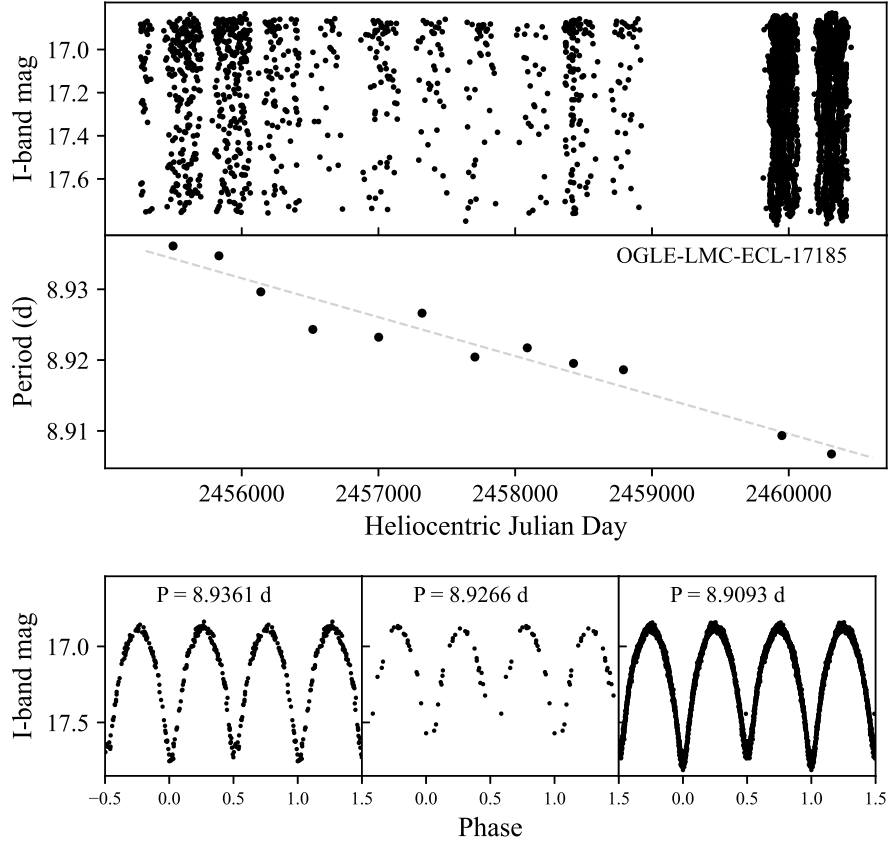 17.0
17.2
17.4
17.6
I-band mag
OGLE-LMC-ECL-17185
8.93
8.92
8.91
Period (d)
2456000 2457000 2458000 2459000 2460000
Heliocentric Julian Day
P = 8.9361 d P = 8.9266 d P = 8.9093 d
17.0
17.5
I-band mag
−0.5 0.0 0.5 1.0 1.5 0.0 0.5 1.0 1.5 0.0 0.5 1.0 1.5
Phase